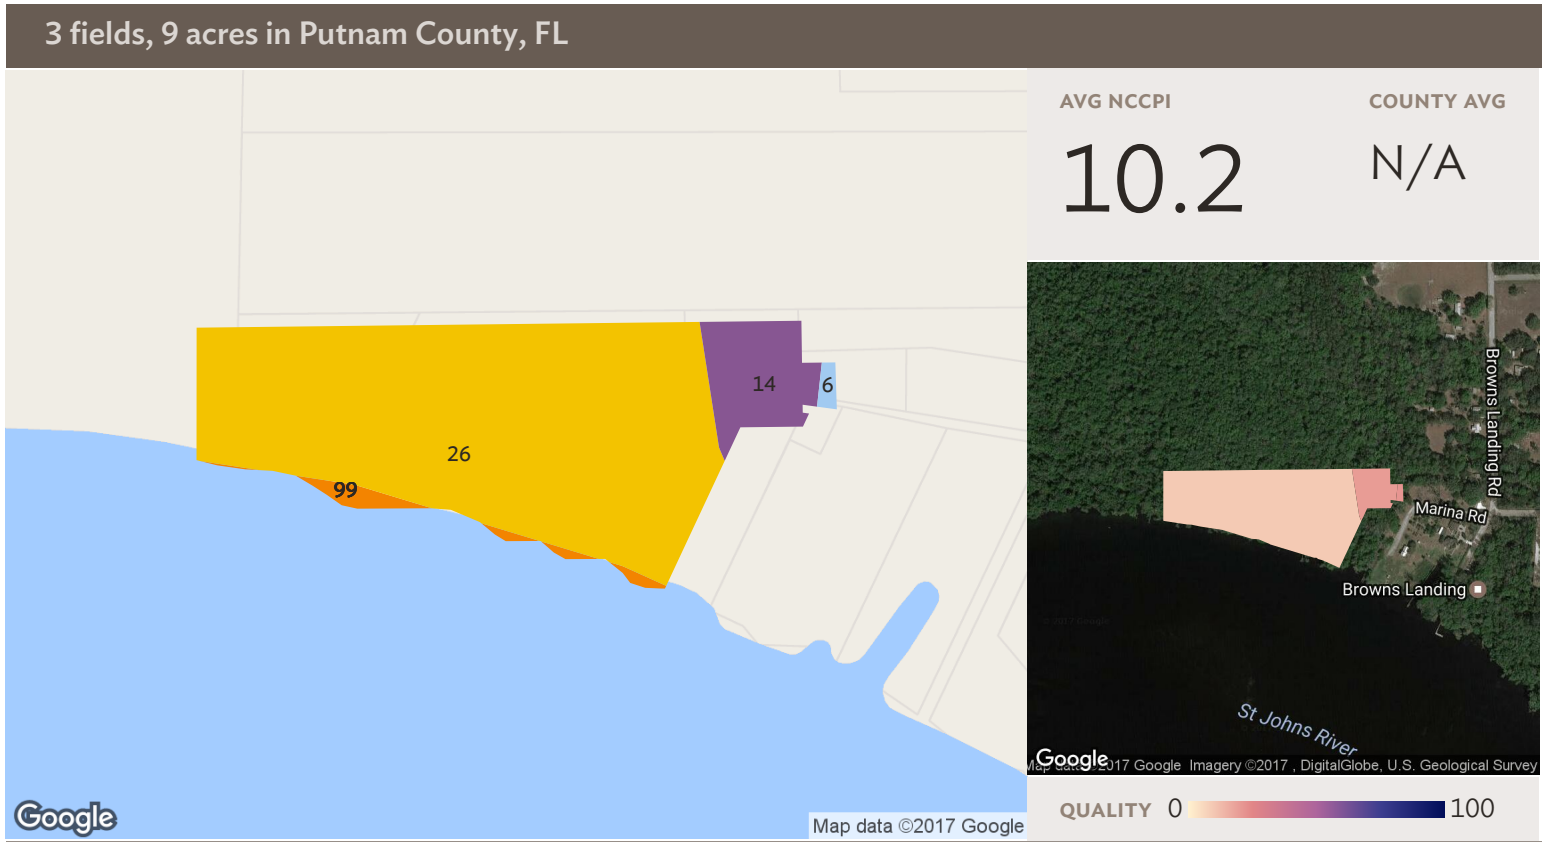 3 fields, 9 acres in Putnam County, FL
AVG NCCPI
COUNTY AVG
10.2
N/A
14
6
26
99
Browns Landing Rd
Marina Rd
Browns Landing
© 2017 Google
St Johns River
Google
Map data ©2017 Google Imagery ©2017 , DigitalGlobe, U.S. Geological Survey
Google
Map data ©2017 Google
QUALITY 0 100